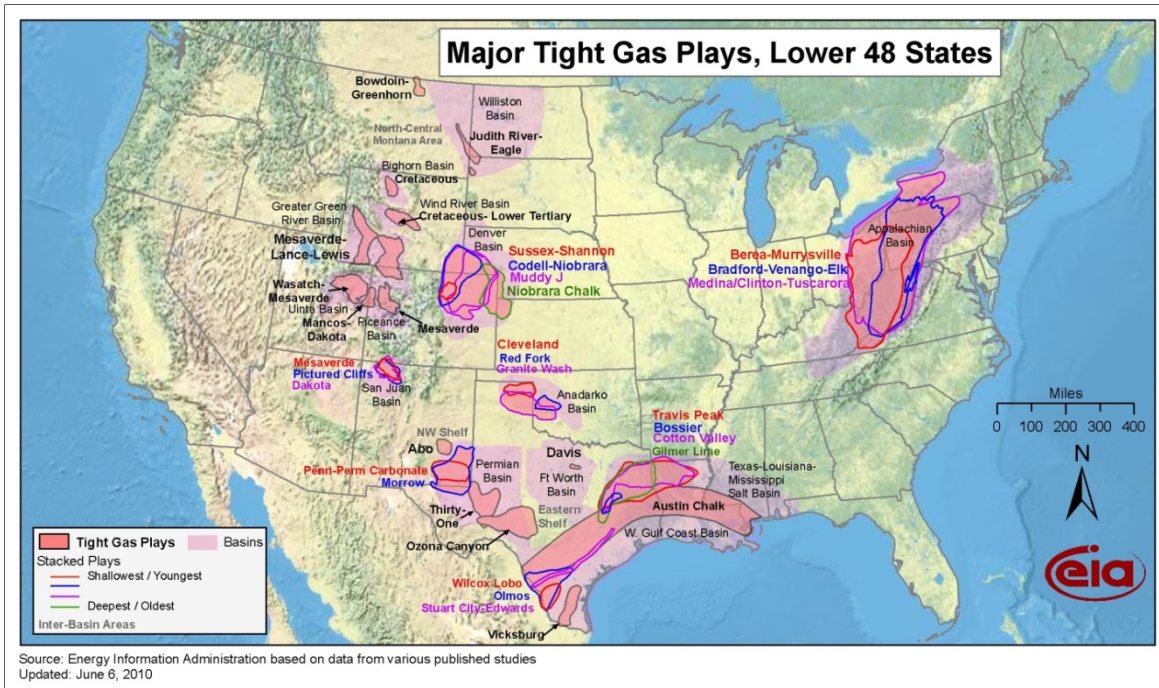 Major Tight Gas Plays, Lower 48 States
Bowdoin-
Greenhorn
Williston
Basin
North-Central
Montana Area
Judith River-
Eagle
Bighorn Basin
Cretaceous
Greater Green
River Basin
Wind River Basin
Cretaceous- Lower Tertiary
Mesaverde-
Lance-Lewis
Denver
Basin
Sussex-Shannon
Codell-Niobrara
Muddy J
Niobrara Chalk
Appalachian
Basin
Berea-Murrysville
Bradford-Venango-Elk
Medina/Clinton-Tuscarora
Wasatch-
Mesaverde
Uinta Basin
Mancos-
Dakota
Piceance
Basin
Mesaverde
Mesaverde
Pictured Cliffs
Dakota
San Juan
Basin
Cleveland
Red Fork
Granite Wash
Anadarko
Basin
Miles
0 100 200 300 400
N
Travis Peak
Bossier
Cotton Valley
Gilmer Lime
NW Shelf
Abo
Penn-Perm Carbonate
Morrow
Permian
Basin
Davis
Ft Worth
Basin
Texas-Louisiana-
Mississippi
Salt Basin
Thirty-
One
Eastern
Shelf
Austin Chalk
Ozona Canyon
W. Gulf Coast Basin
Wilcox Lobo
Olmos
Stuart City-Edwards
Vicksburg
Tight Gas Plays
Basins
Stacked Plays
Shallowest / Youngest
Deepest / Oldest
Inter-Basin Areas
eia
Source: Energy Information Administration based on data from various published studies
Updated: June 6, 2010